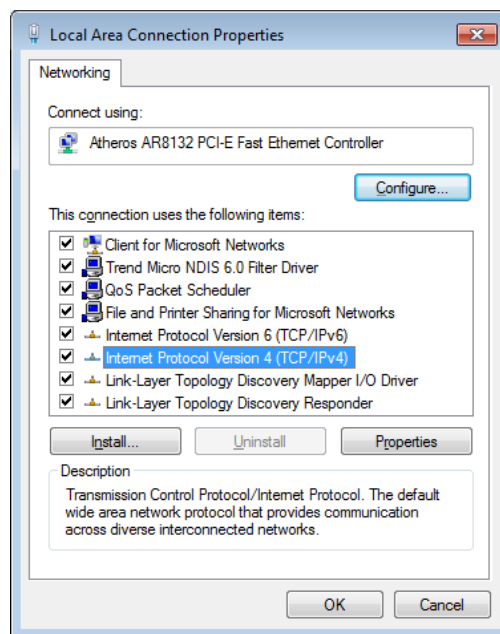 Local Area Connection Properties
Networking
Connect using:
Atheros AR8132 PCI-E Fast Ethernet Controller
Configure...
This connection uses the following items:
Client for Microsoft Networks
Trend Micro NDIS 6.0 Filter Driver
QoS Packet Scheduler
File and Printer Sharing for Microsoft Networks
Internet Protocol Version 6 (TCP/IPv6)
Internet Protocol Version 4 (TCP/IPv4)
Link-Layer Topology Discovery Mapper I/O Driver
Link-Layer Topology Discovery Responder
Install... Uninstall Properties
Description
Transmission Control Protocol/Internet Protocol. The default
wide area network protocol that provides communication
across diverse interconnected networks.
OK Cancel